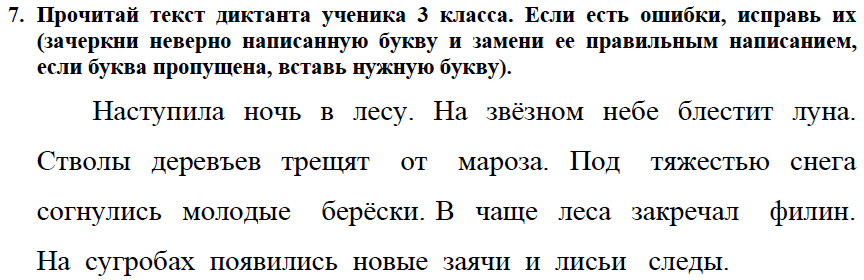 7. Прочитай текст диктанта ученика 3 класса. Если есть ошибки, исправь их
(зачеркни неверно написанную букву и замени ее правильным написанием,
если буква пропущена, вставь нужную букву).
Наступила ночь в лесу. На звёзном небе блестит луна.
Стволы деревъев трещят от мароза. Под тяжестью снега
согнулись молодые берёски. В чаще леса закречал филин.
На сугробах появились новые заячи и лисьи следы.